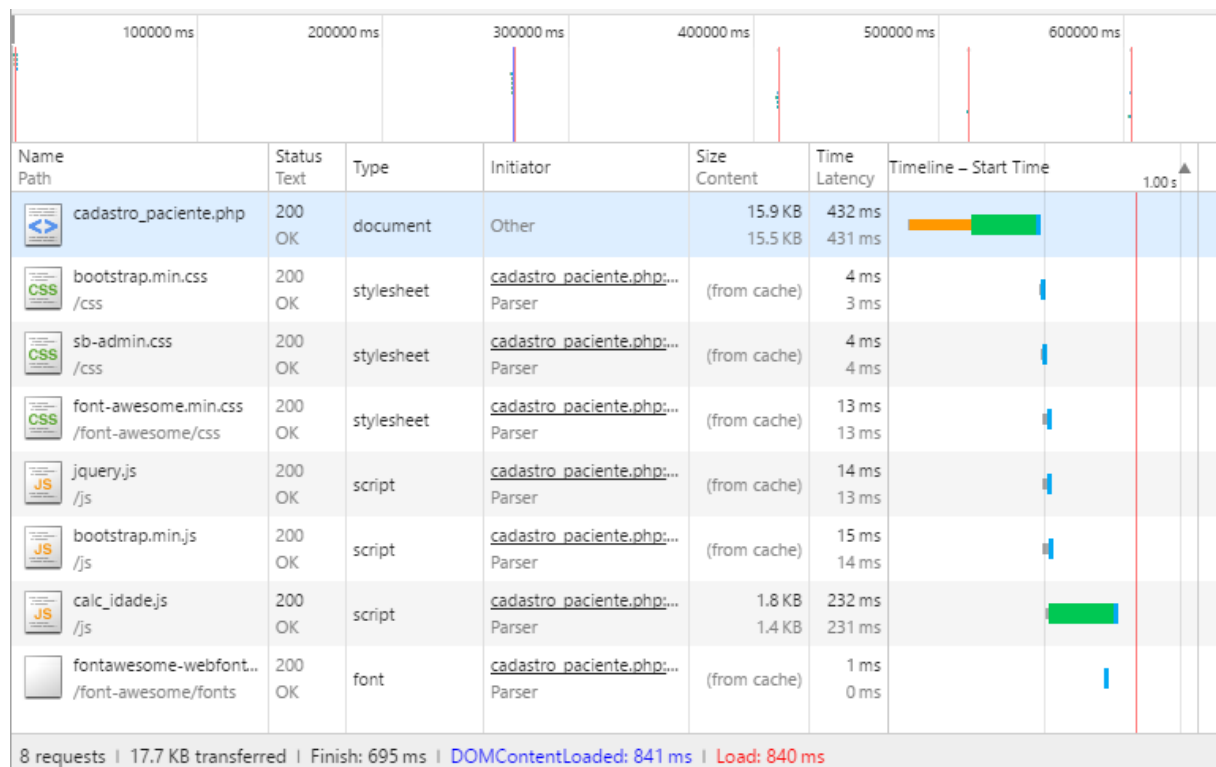 100000 ms 200000 ms 300000 ms 400000 ms 500000 ms 600000 ms
Name Status Type Initiator Size Time Timeline – Start Time
Path Text Content Latency 1.00 s
cadastro_paciente.php 200 document Other 15.9 KB 432 ms
OK 15.5 KB 431 ms
bootstrap.min.css 200 stylesheet cadastro_paciente.php:... (from cache) 4 ms
/css OK Parser 3 ms
sb-admin.css 200 stylesheet cadastro_paciente.php:... (from cache) 4 ms
/css OK Parser 4 ms
font-awesome.min.css 200 stylesheet cadastro_paciente.php:... (from cache) 13 ms
/font-awesome/css OK Parser 13 ms
jquery.js 200 script cadastro_paciente.php:... (from cache) 14 ms
/js OK Parser 13 ms
bootstrap.min.js 200 script cadastro_paciente.php:... (from cache) 15 ms
/js OK Parser 14 ms
calc_idade.js 200 script cadastro_paciente.php:... 1.8 KB 232 ms
/js OK Parser 1.4 KB 231 ms
fontawesome-webfont... 200 font cadastro_paciente.php:... (from cache) 1 ms
/font-awesome/fonts OK Parser 0 ms
8 requests | 17.7 KB transferred | Finish: 695 ms | DOMContentLoaded: 841 ms | Load: 840 ms